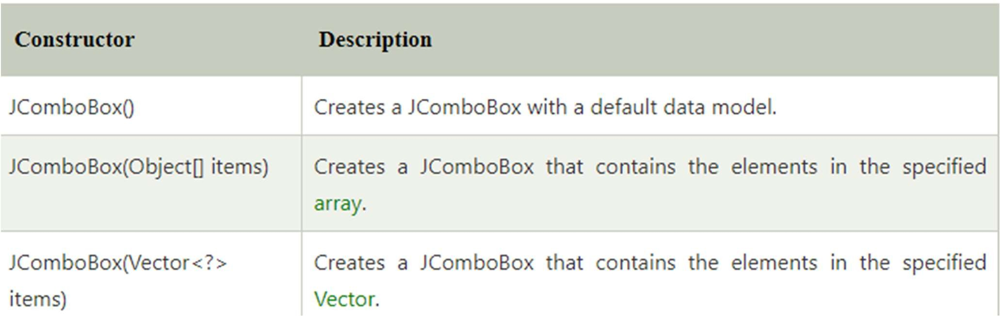 Constructor Description
JComboBox() Creates a JComboBox with a default data model.
JComboBox(Object[] items) Creates a JComboBox that contains the elements in the specified
array.
JComboBox(Vector<?> Creates a JComboBox that contains the elements in the specified
items) Vector.